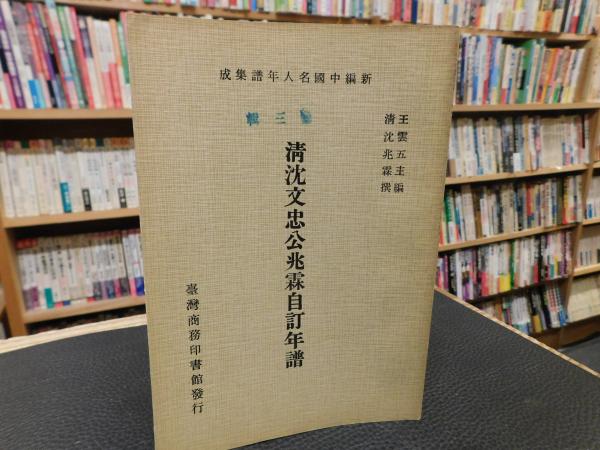 新編中國名人年譜集成
第三輯
王雲五主編
清沈兆霖撰
清沈文忠公兆霖自訂年譜
臺灣商務印書館發行